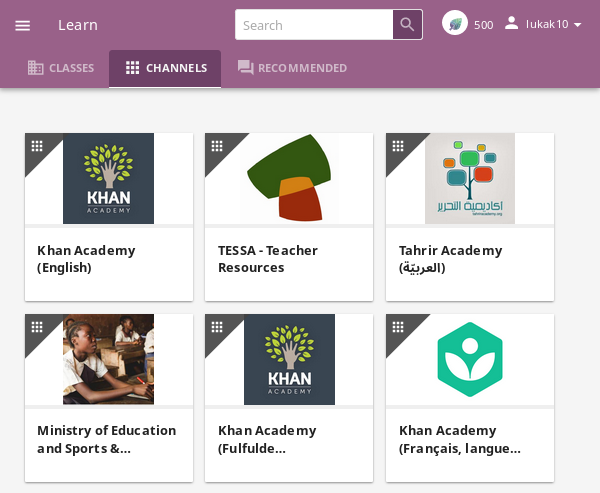 Learn
Search
500
lukak10
CLASSES
CHANNELS
RECOMMENDED
KHAN
ACADEMY
Khan Academy
(English)
TESSA - Teacher
Resources
أكاديمية التحرير
tahriracademy.org
Tahrir Academy
(العربيّة)
Ministry of Education
and Sports &...
KHAN
ACADEMY
Khan Academy
(Fulfulde...
Khan Academy
(Français, langue...